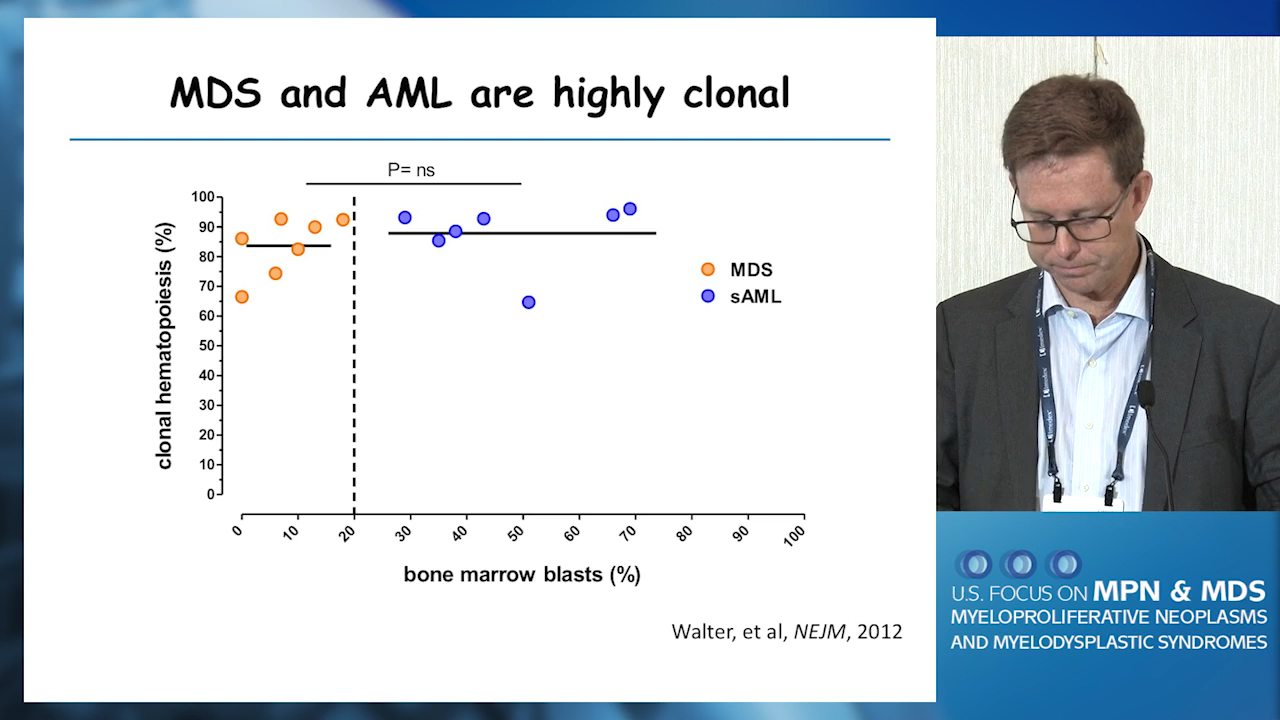 MDS and AML are highly clonal
P= ns
clonal hematopoiesis (%)
100
90
80
70
60
50
40
30
20
10
0
0
10
20
30
40
50
60
70
80
90
100
bone marrow blasts (%)
MDS
sAML
Walter, et al, NEJM, 2012
U.S. FOCUS ON MPN & MDS
MYELOPROLIFERATIVE NEOPLASMS
AND MYELODYSPLASTIC SYNDROMES